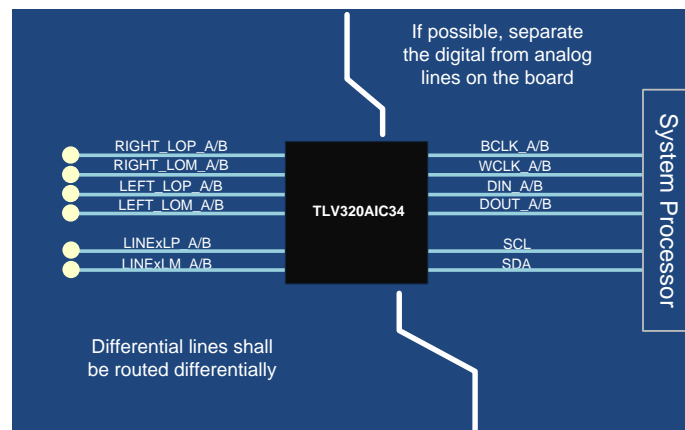 If possible, separate
the digital from analog
lines on the board
RIGHT_LOP_A/B
RIGHT_LOM_A/B
LEFT_LOP_A/B
LEFT_LOM_A/B
LINExLP_A/B
LINExLM_A/B
TLV320AIC34
BCLK_A/B
WCLK_A/B
DIN_A/B
DOUT_A/B
SCL
SDA
System Processor
Differential lines shall
be routed differentially